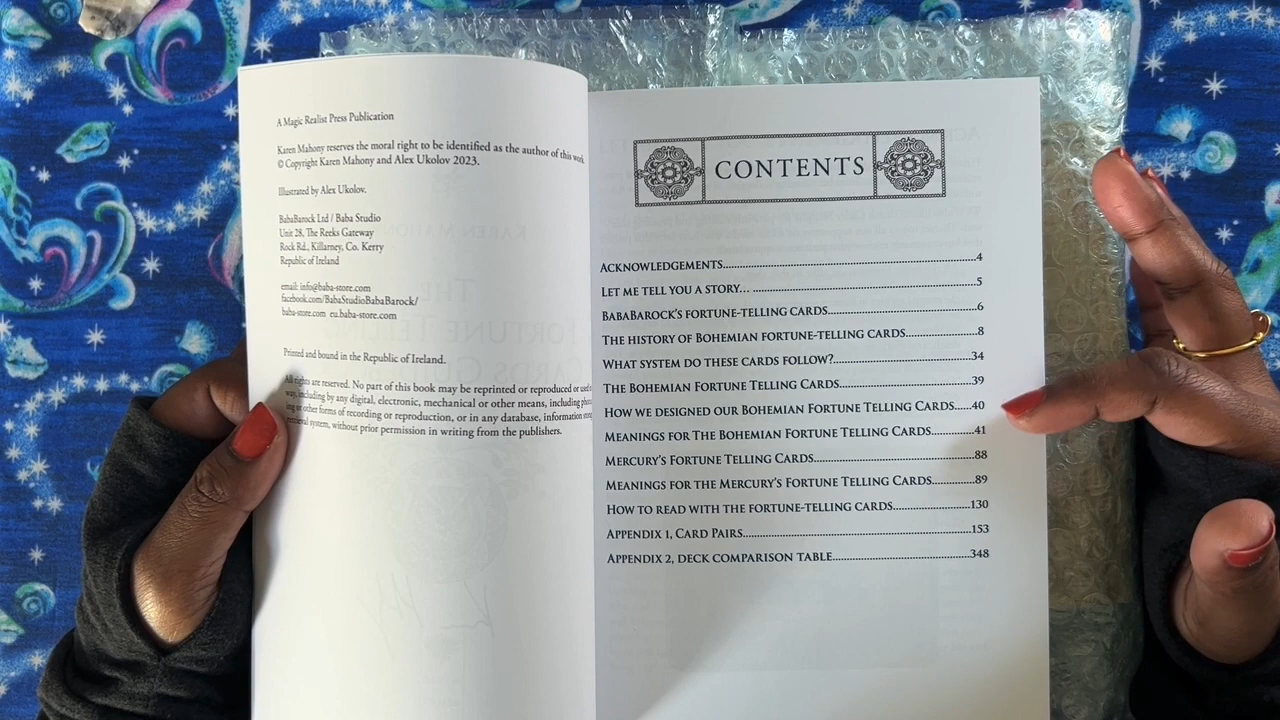 A Magic Realist Press Publication
Karen Mahony reserves the moral right to be identified as the author of this work.
© Copyright Karen Mahony and Alex Ukolov 2023.
Illustrated by Alex Ukolov.
BabaBarock Ltd / Baba Studio
Unit 28, The Reeks Gateway
Rock Rd., Killarney, Co. Kerry
Republic of Ireland
email: info@baba-store.com
facebook.com/BabaStudioBabaBarock/
baba-store.com eu.baba-store.com
Printed and bound in the Republic of Ireland.
All rights are reserved. No part of this book may be reprinted or reproduced or used
way, including by any digital, electronic, mechanical or other means, including
or other forms of recording or reproduction, or in any database, information
retrieval system, without prior permission in writing from the publishers.
CONTENTS
Acknowledgements....4
Let me tell you a story... ....5
BabaBarock's fortune-telling cards....6
The history of Bohemian fortune-telling cards....8
What system do these cards follow?....34
The Bohemian Fortune Telling Cards....39
How we designed our Bohemian Fortune Telling Cards....40
Meanings for The Bohemian Fortune Telling Cards....41
Mercury's Fortune Telling Cards....88
Meanings for the Mercury's Fortune Telling Cards....89
How to read with the fortune-telling cards....130
Appendix 1, Card Pairs....153
Appendix 2, deck comparison table....348